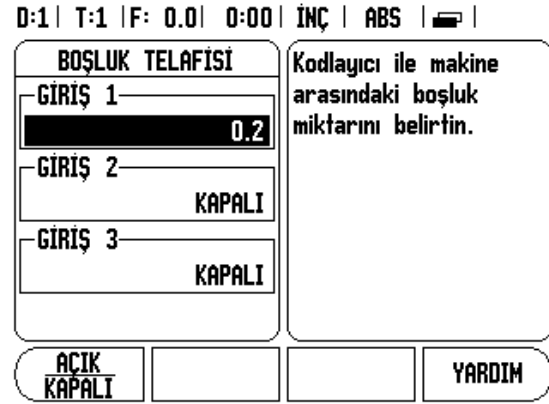 D:1| T:1 |F: 0.0| 0:00| İNÇ | ABS | |
BOŞLUK TELAFİSİ
GİRİŞ 1
0.2
GİRİŞ 2
KAPALI
GİRİŞ 3
KAPALI
Kodlayıcı ile makine
arasındaki boşluk
miktarını belirtin.
AÇIK
KAPALI
YARDIM